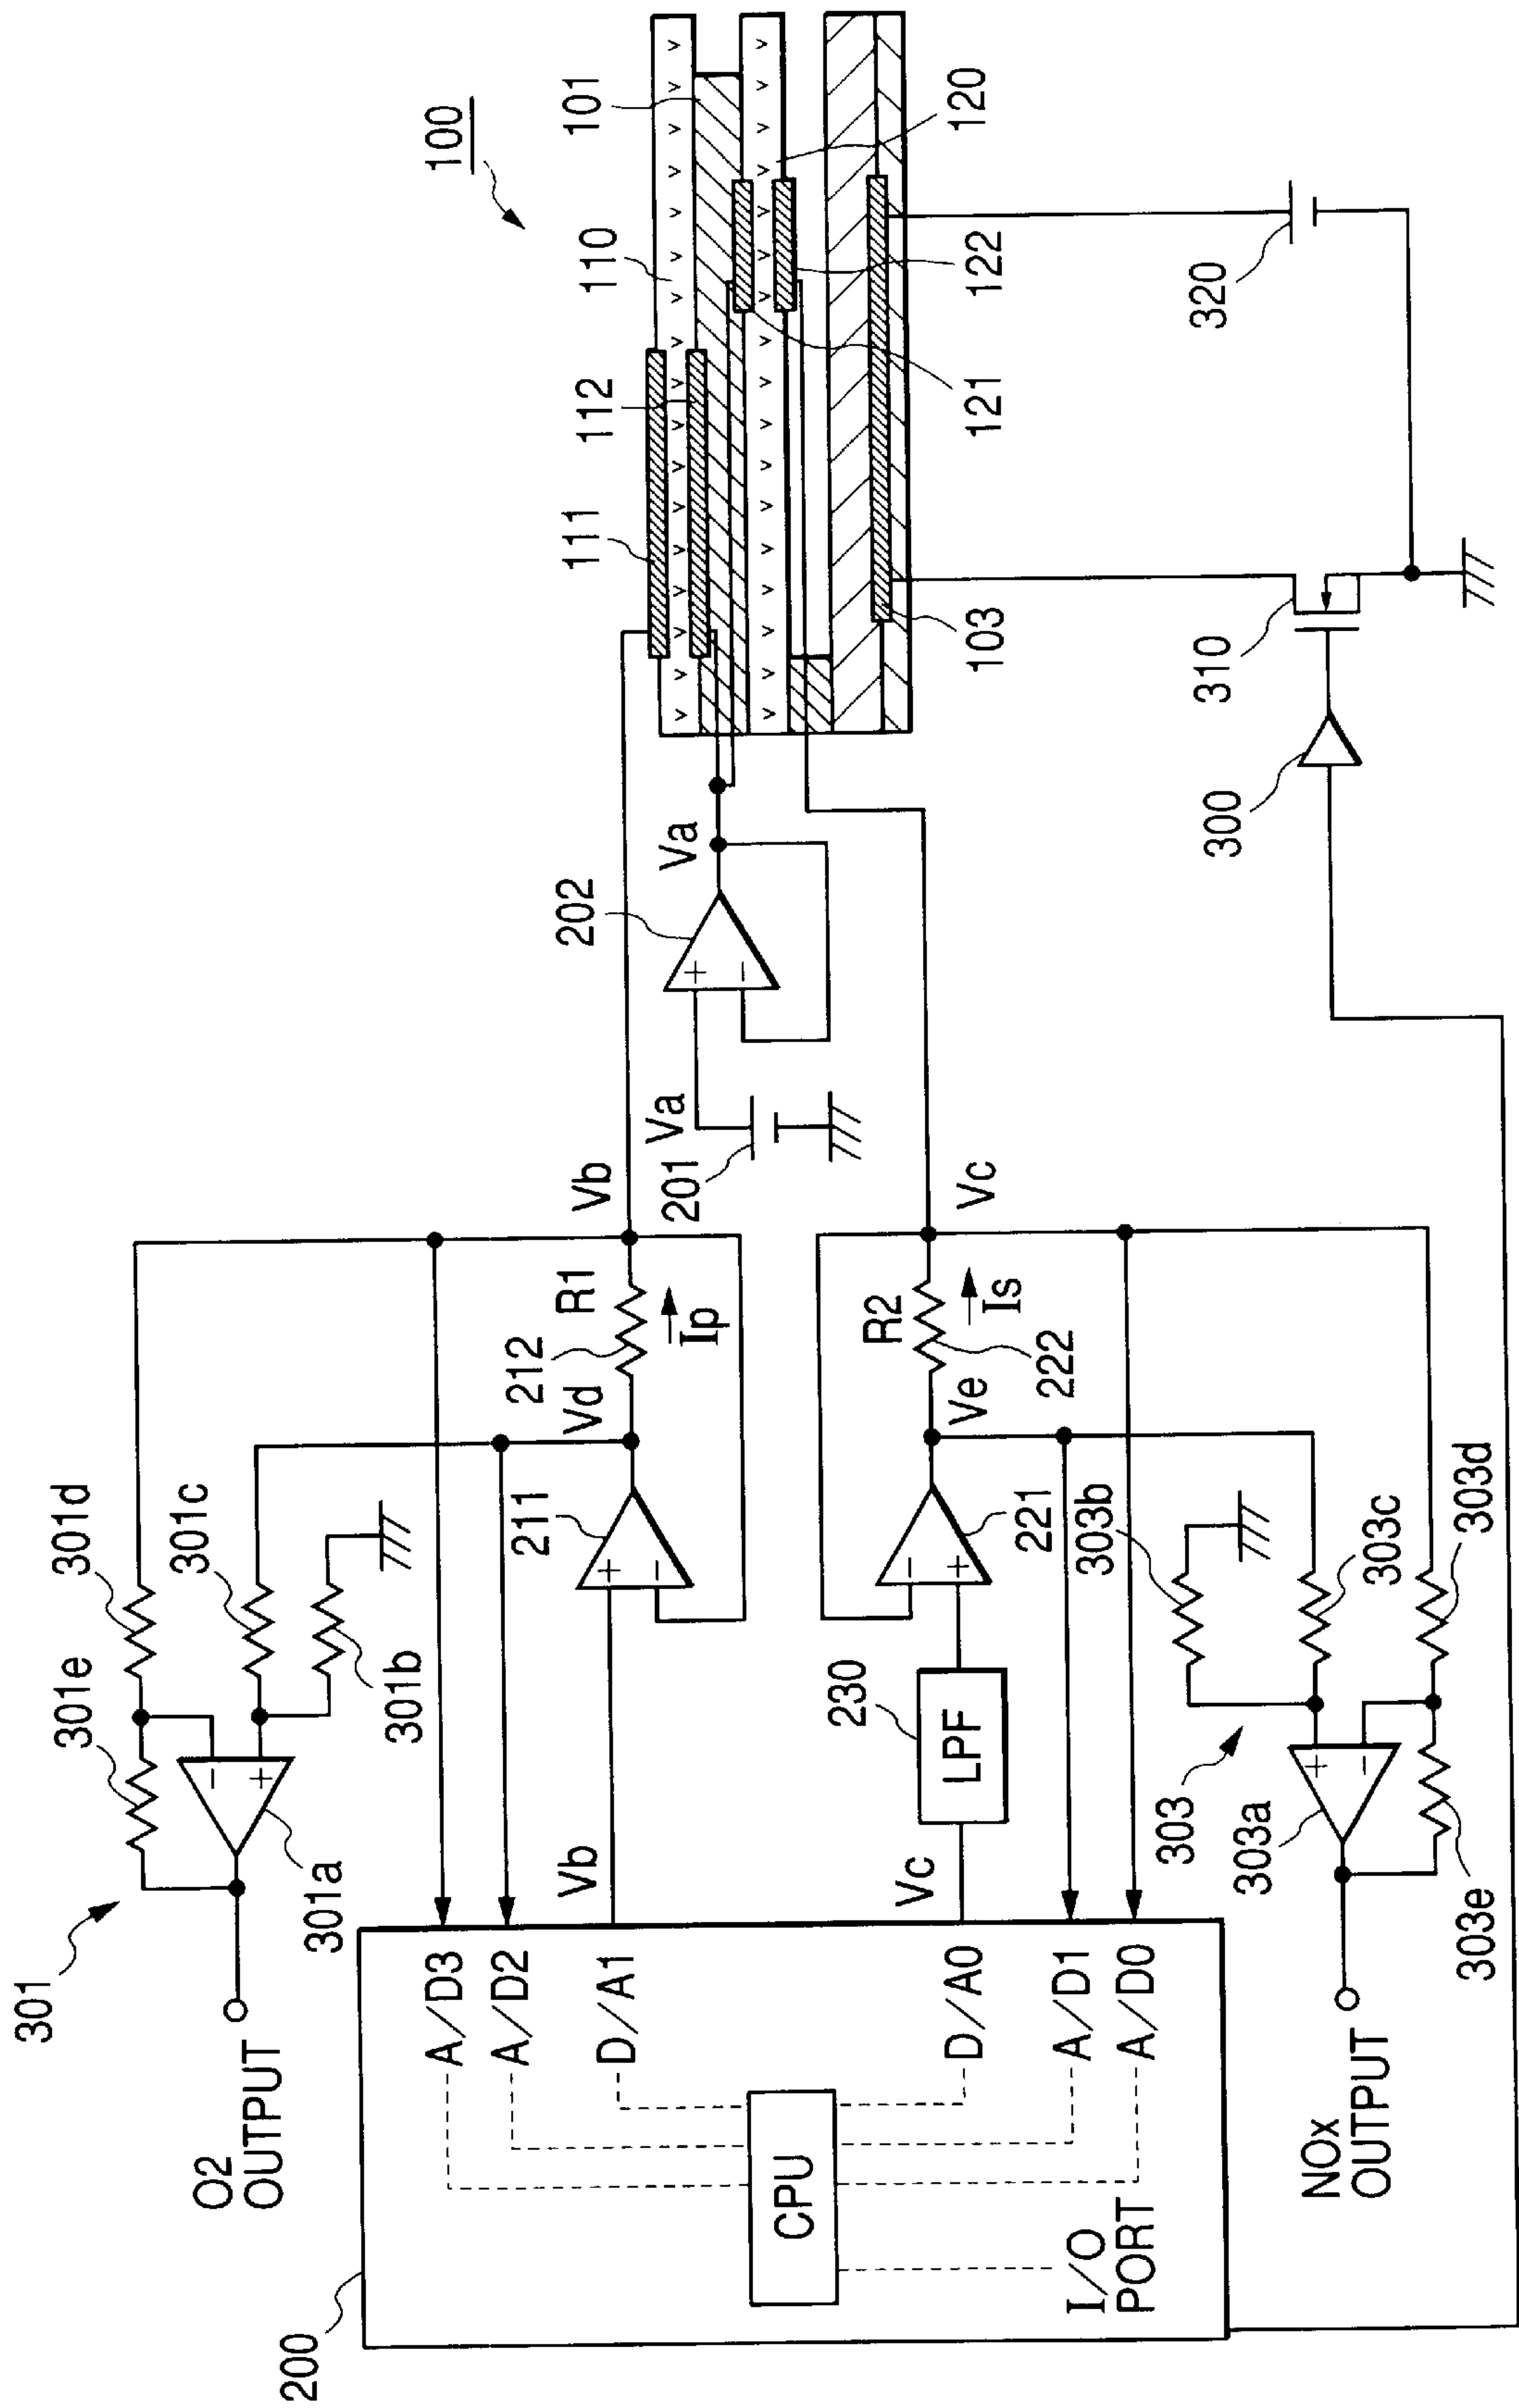 301
O2
OUTPUT
301e
301d
301a
301c
301b
200
A/D3
A/D2
D/A1
CPU
D/A0
A/D1
A/D0
I/O
PORT
Vb
211
+
−
Vd
212
R1
Ip
Vb
Vc
230
LPF
221
−
+
Ve
R2
222
Is
Vc
201
Va
202
+
−
Va
−
+
303
303a
303b
303c
303d
303e
+
−
NOx
OUTPUT
100
111
112
110
101
103
121
122
120
300
310
320